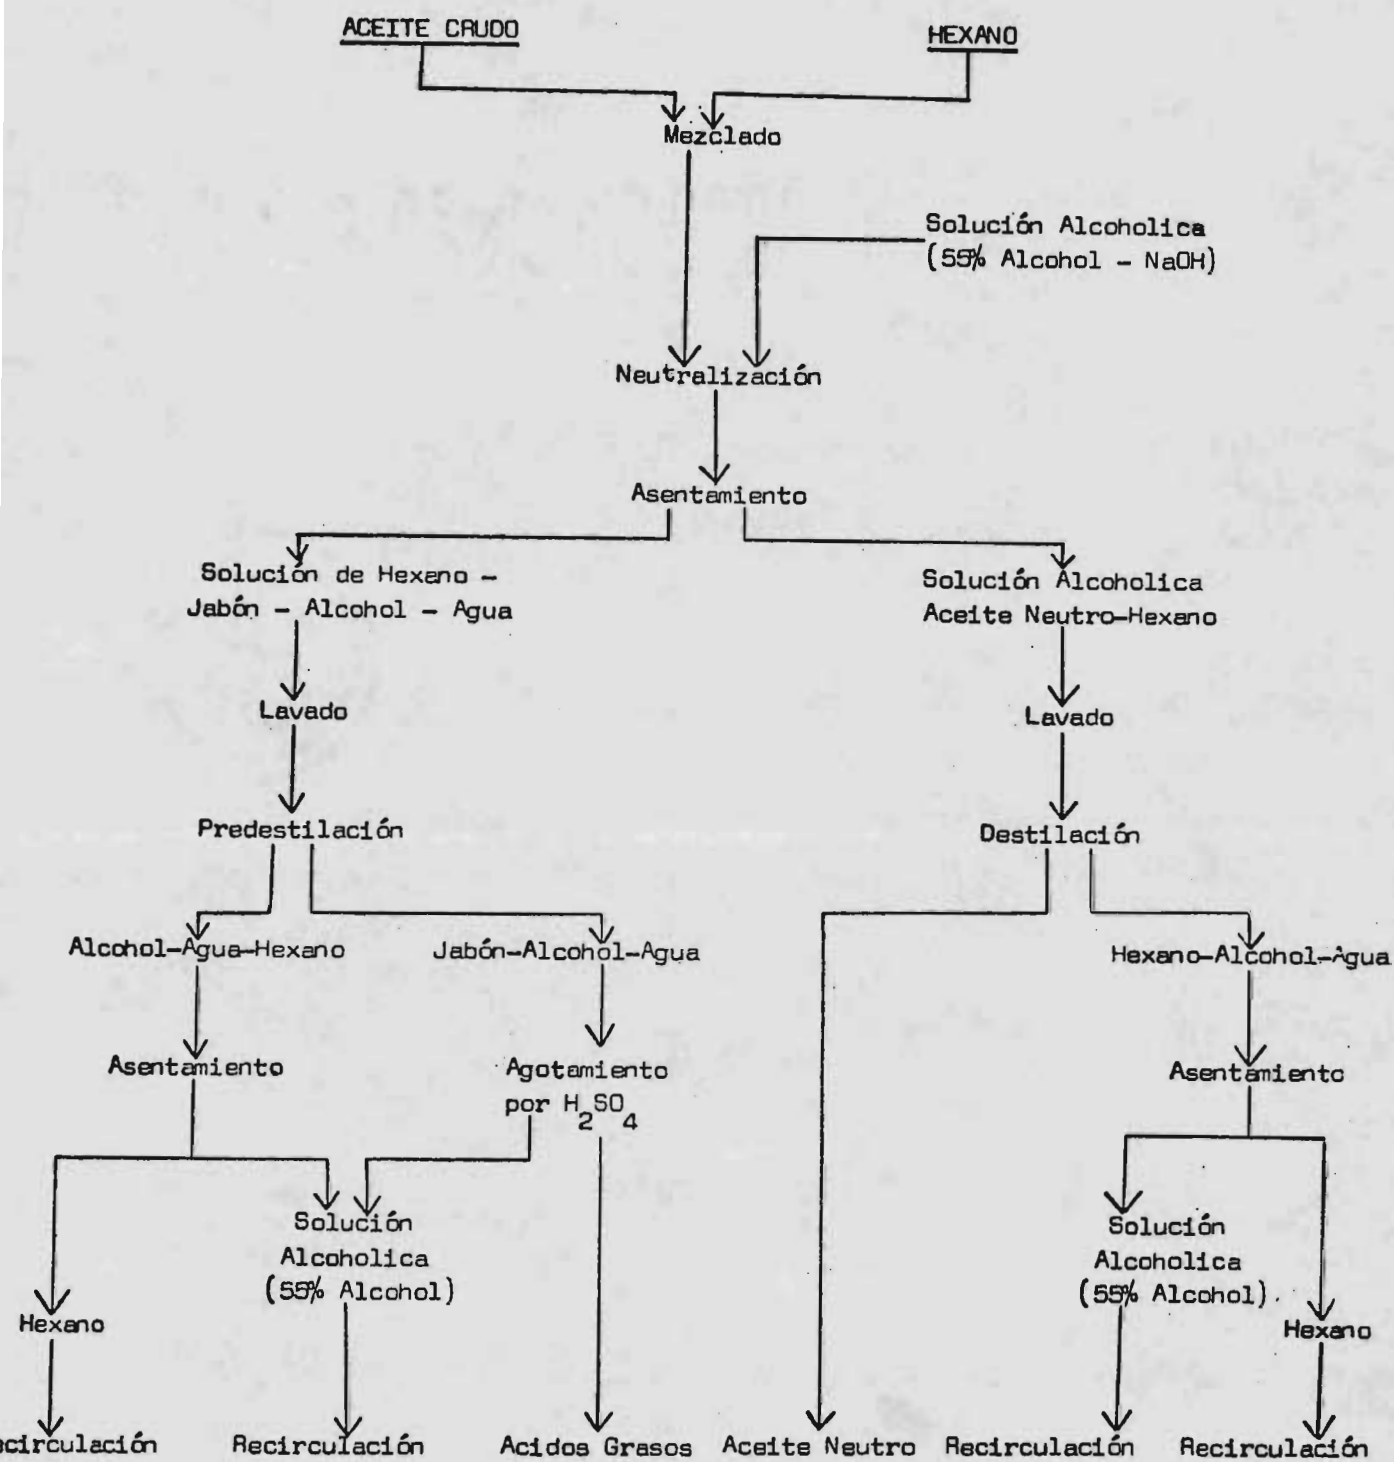 ACEITE CRUDO
HEXANO
Mezclado
Solución Alcoholica
(55% Alcohol - NaOH)
Neutralización
Asentamiento
Solución de Hexano -
Jabón - Alcohol - Agua
Solución Alcoholica
Aceite Neutro-Hexano
Lavado
Lavado
Predestilación
Destilación
Alcohol-Agua-Hexano
Jabón-Alcohol-Agua
Hexano-Alcohol-Agua
Asentamiento
Agotamiento
por H2SO4
Asentamiento
Solución
Alcoholica
(55% Alcohol)
Solución
Alcoholica
(55% Alcohol).
Hexano
Hexano
ecirculación
Recirculación
Acidos Grasos
Aceite Neutro
Recirculación
Recirculación